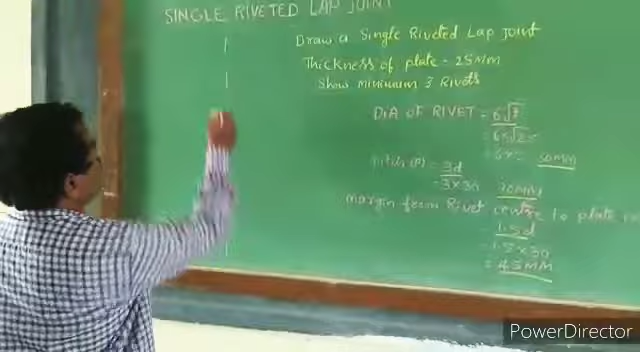 SINGLE RIVETED LAP JOINT
Draw a Single Riveted Lap Joint
Thickness of plate = 25MM
Show minimum 3 Rivets
DIA OF RIVET = 6√t
= 6×√25
= 6×5 30MM
Pitch (P) = 3d
= 3×30 90MM
margin from Rivet centre to plate
1.5d
= 1.5×30
= 45MM
PowerDirector